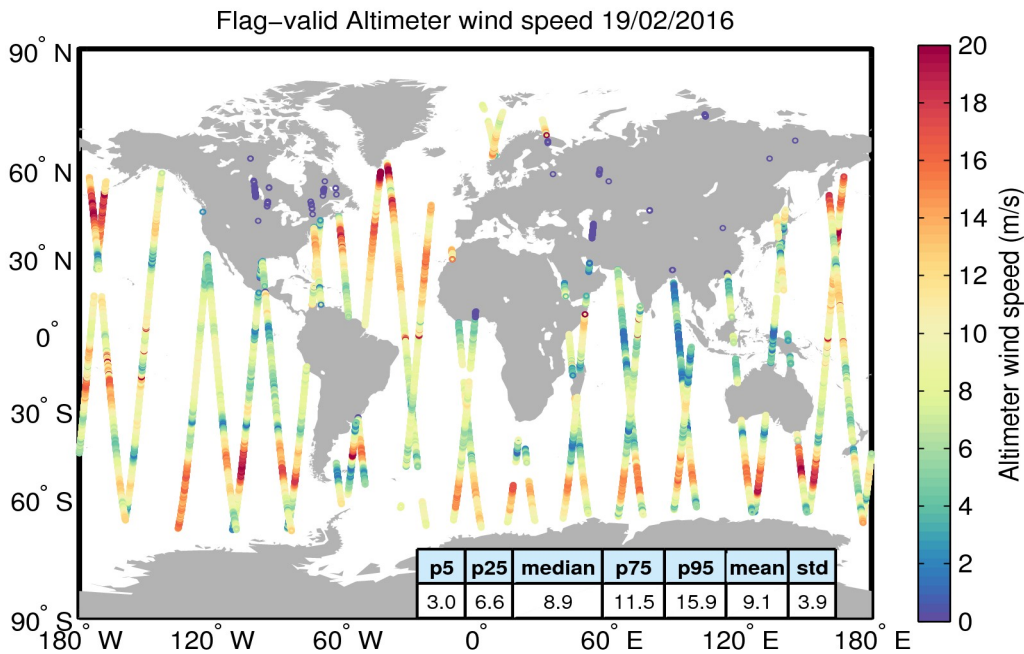 Flag−valid Altimeter wind speed 19/02/2016
90° N
60° N
30° N
0°
30° S
60° S
90° S
180° W
120° W
60° W
0°
60° E
120° E
180° E
p5 p25 median p75 p95 mean std
3.0 6.6 8.9 11.5 15.9 9.1 3.9
20
18
16
14
12
10
8
6
4
2
0
Altimeter wind speed (m/s)